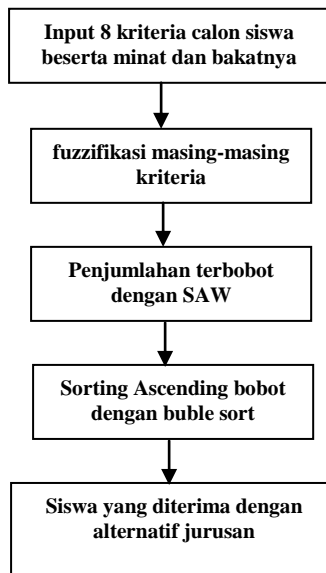 Input 8 kriteria calon siswa
beserta minat dan bakatnya
fuzzifikasi masing-masing
kriteria
Penjumlahan terbobot
dengan SAW
Sorting Ascending bobot
dengan buble sort
Siswa yang diterima dengan
alternatif jurusan